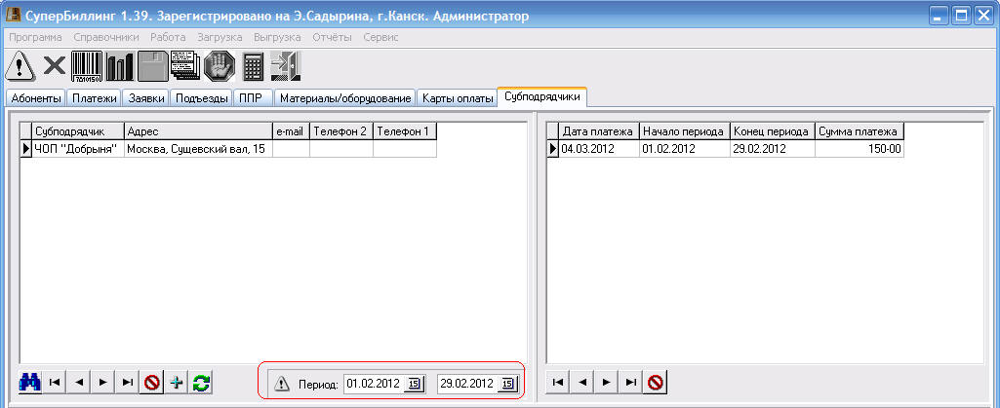 СуперБиллинг 1.39. Зарегистрировано на Э.Садырина, г.Канск. Администратор
Программа Справочники Работа Загрузка Выгрузка Отчёты Сервис
Абоненты Платежи Заявки Подъезды ППР Материалы/оборудование Карты оплаты Субподрядчики
Субподрядчик Адрес e-mail Телефон 2 Телефон 1
ЧОП "Добрыня" Москва, Сущевский вал, 15
Дата платежа Начало периода Конец периода Сумма платежа
04.03.2012 01.02.2012 29.02.2012 150-00
Период: 01.02.2012 15 29.02.2012 15